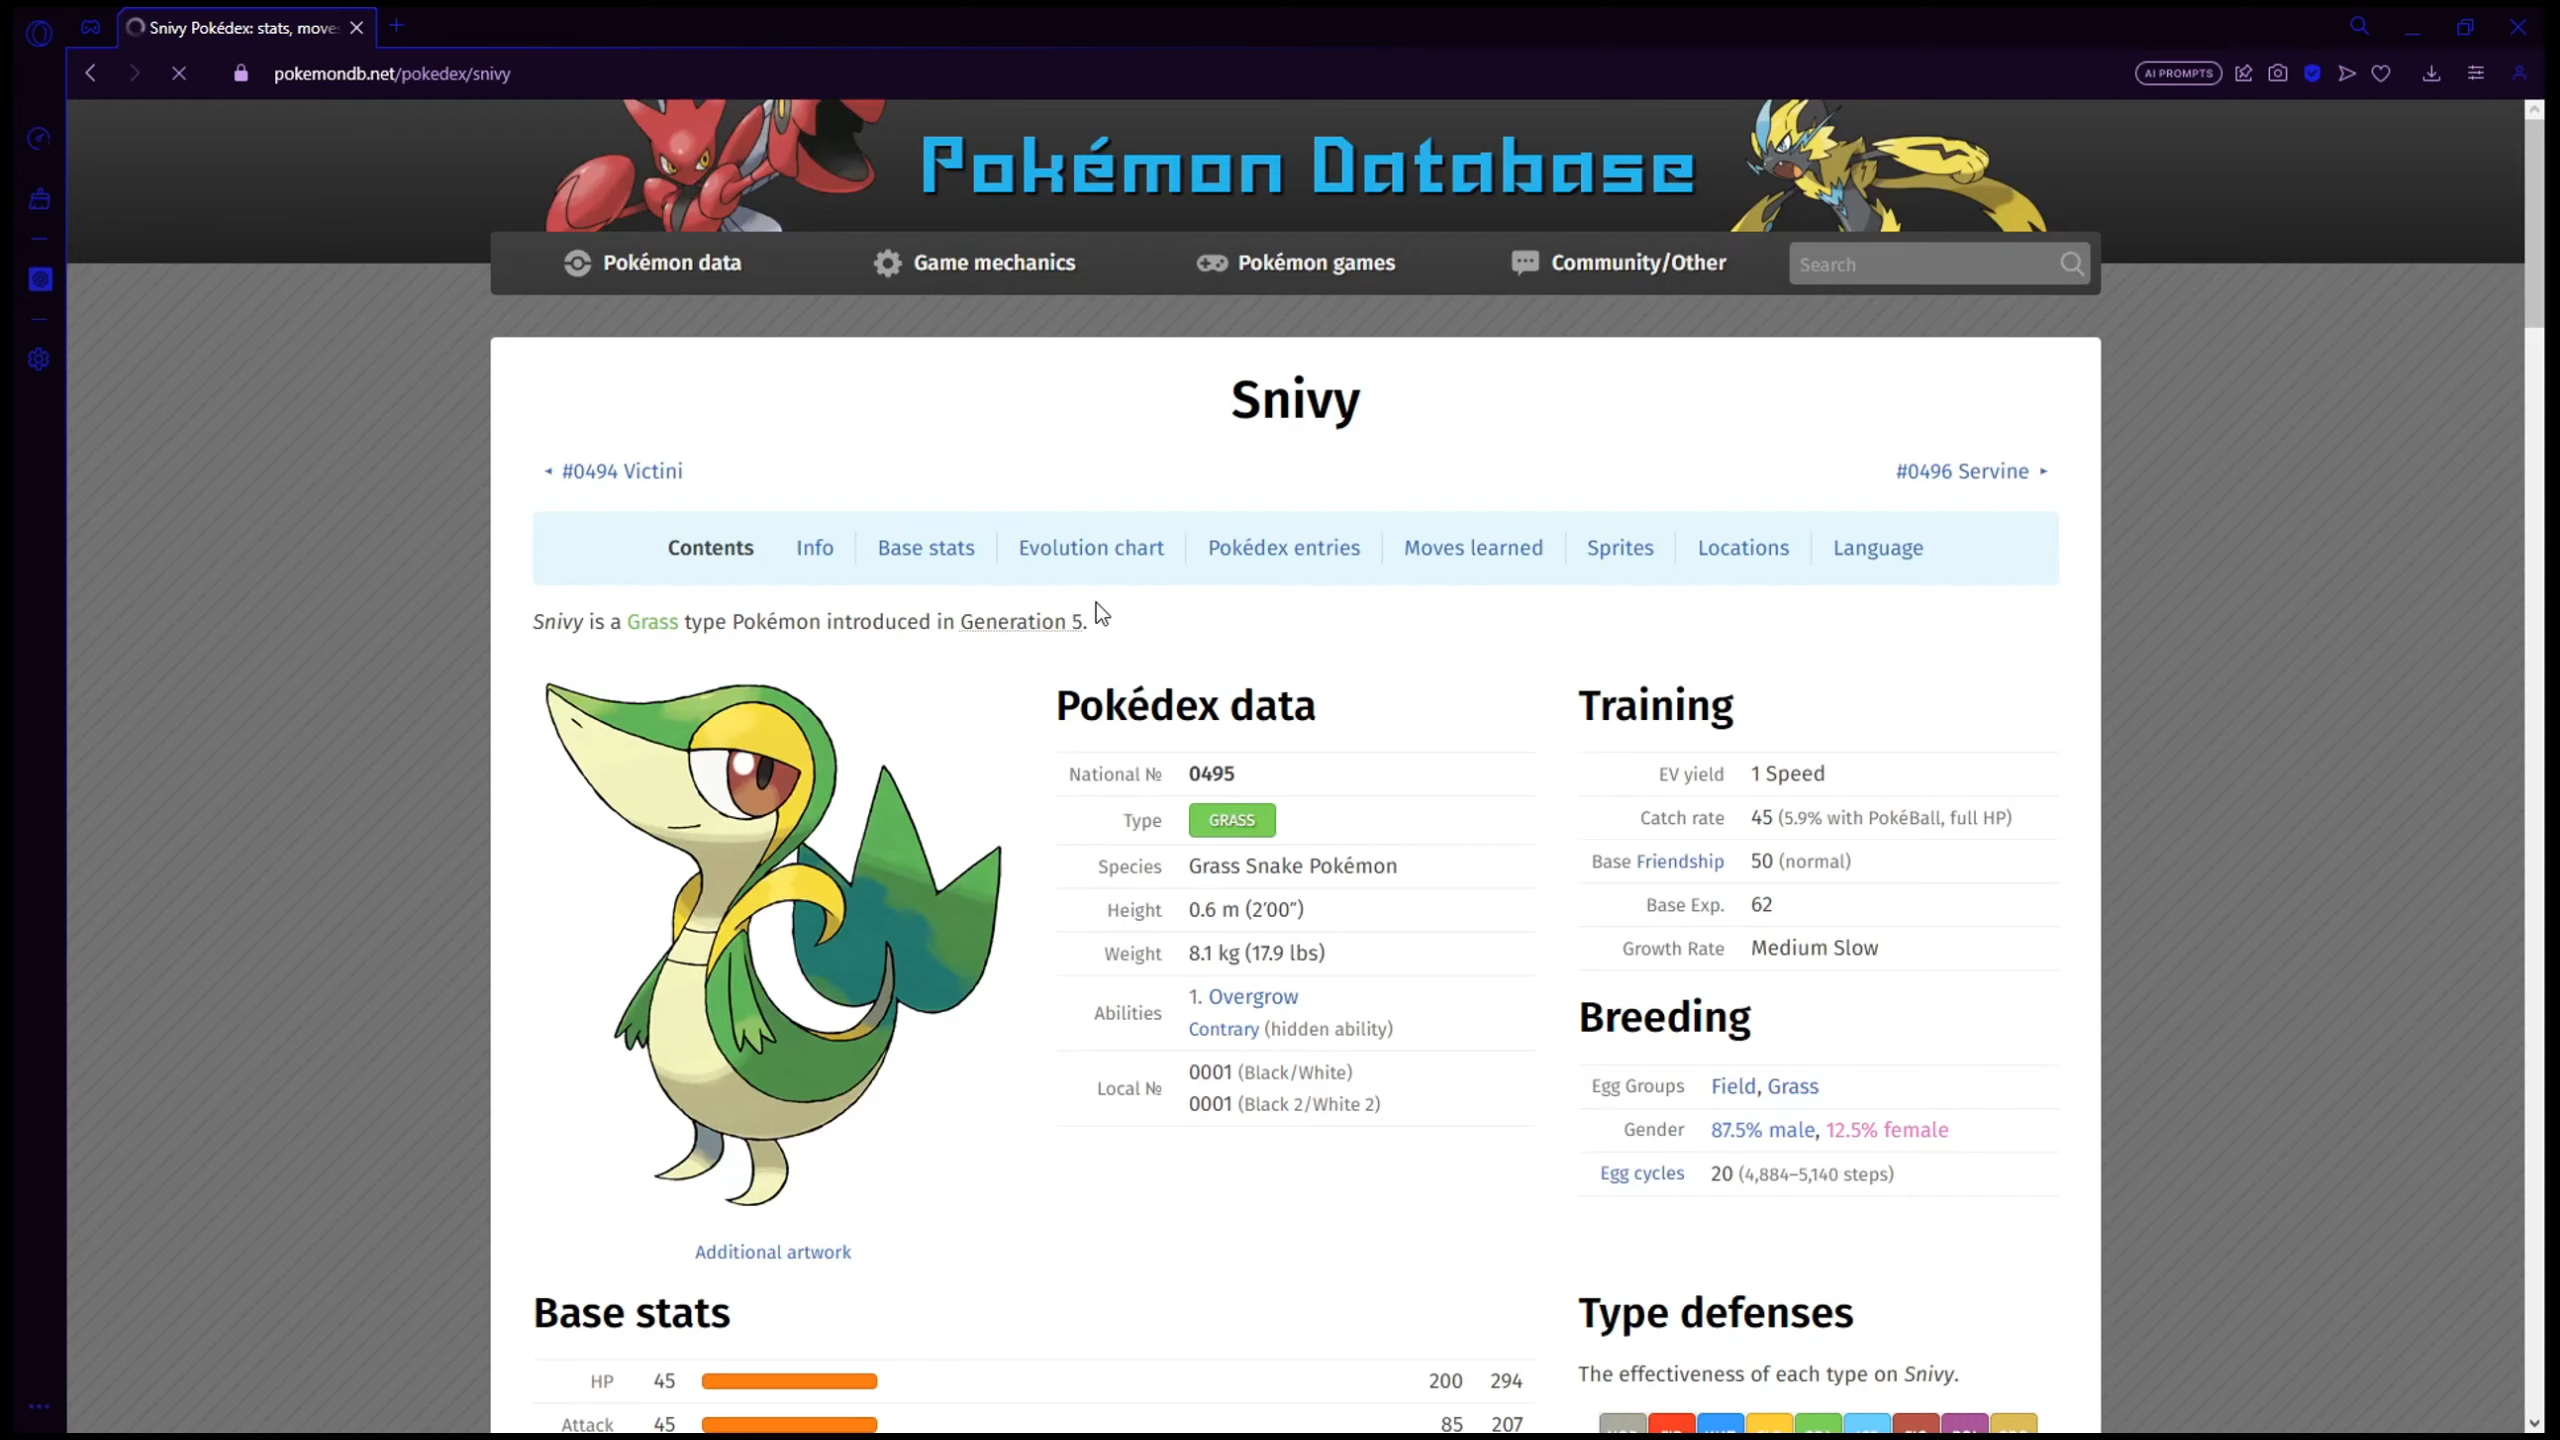 Snivy Pokédex: stats, move
pokemondb.net/pokedex/snivy
AI PROMPTS
Pokémon Database
Pokémon data
Game mechanics
Pokémon games
Community/Other
Search
Snivy
#0494 Victini
#0496 Servine
Contents Info Base stats Evolution chart Pokédex entries Moves learned Sprites Locations Language
Snivy is a Grass type Pokémon introduced in Generation 5.
Additional artwork
Pokédex data
National № 0495
Type GRASS
Species Grass Snake Pokémon
Height 0.6 m (2′00″)
Weight 8.1 kg (17.9 lbs)
Abilities 1. Overgrow
Contrary (hidden ability)
Local № 0001 (Black/White)
0001 (Black 2/White 2)
Training
EV yield 1 Speed
Catch rate 45 (5.9% with PokéBall, full HP)
Base Friendship 50 (normal)
Base Exp. 62
Growth Rate Medium Slow
Breeding
Egg Groups Field, Grass
Gender 87.5% male, 12.5% female
Egg cycles 20 (4,884–5,140 steps)
Base stats
HP 45 200 294
Attack 45 85 207
Type defenses
The effectiveness of each type on Snivy.